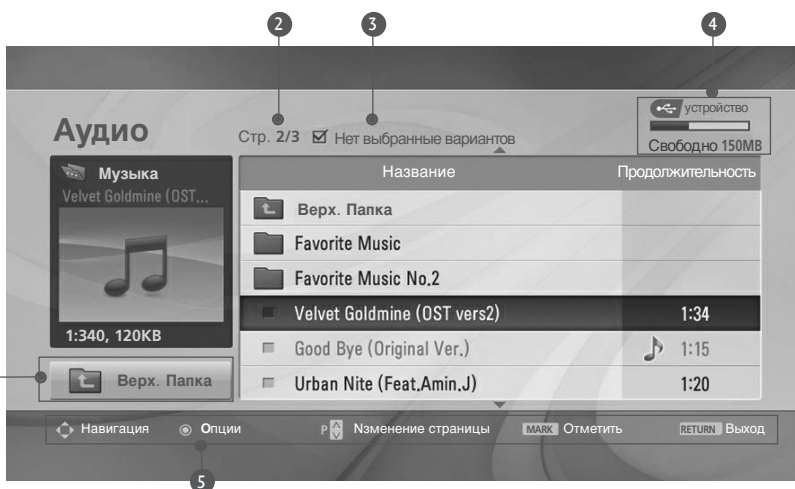 2 3 4
Аудио
Стр. 2/3 Нет выбранные вариантов
устройство
Свободно 150MB
Музыка
Velvet Goldmine (OST...
1:340, 120KB
Верх. Папка
Название Продолжительность
Верх. Папка
Favorite Music
Favorite Music No.2
Velvet Goldmine (OST vers2) 1:34
Good Bye (Original Ver.) 1:15
Urban Nite (Feat.Amin.J) 1:20
Навигация Опции P Nзменение страницы MARK Отметить RETURN Выход
5